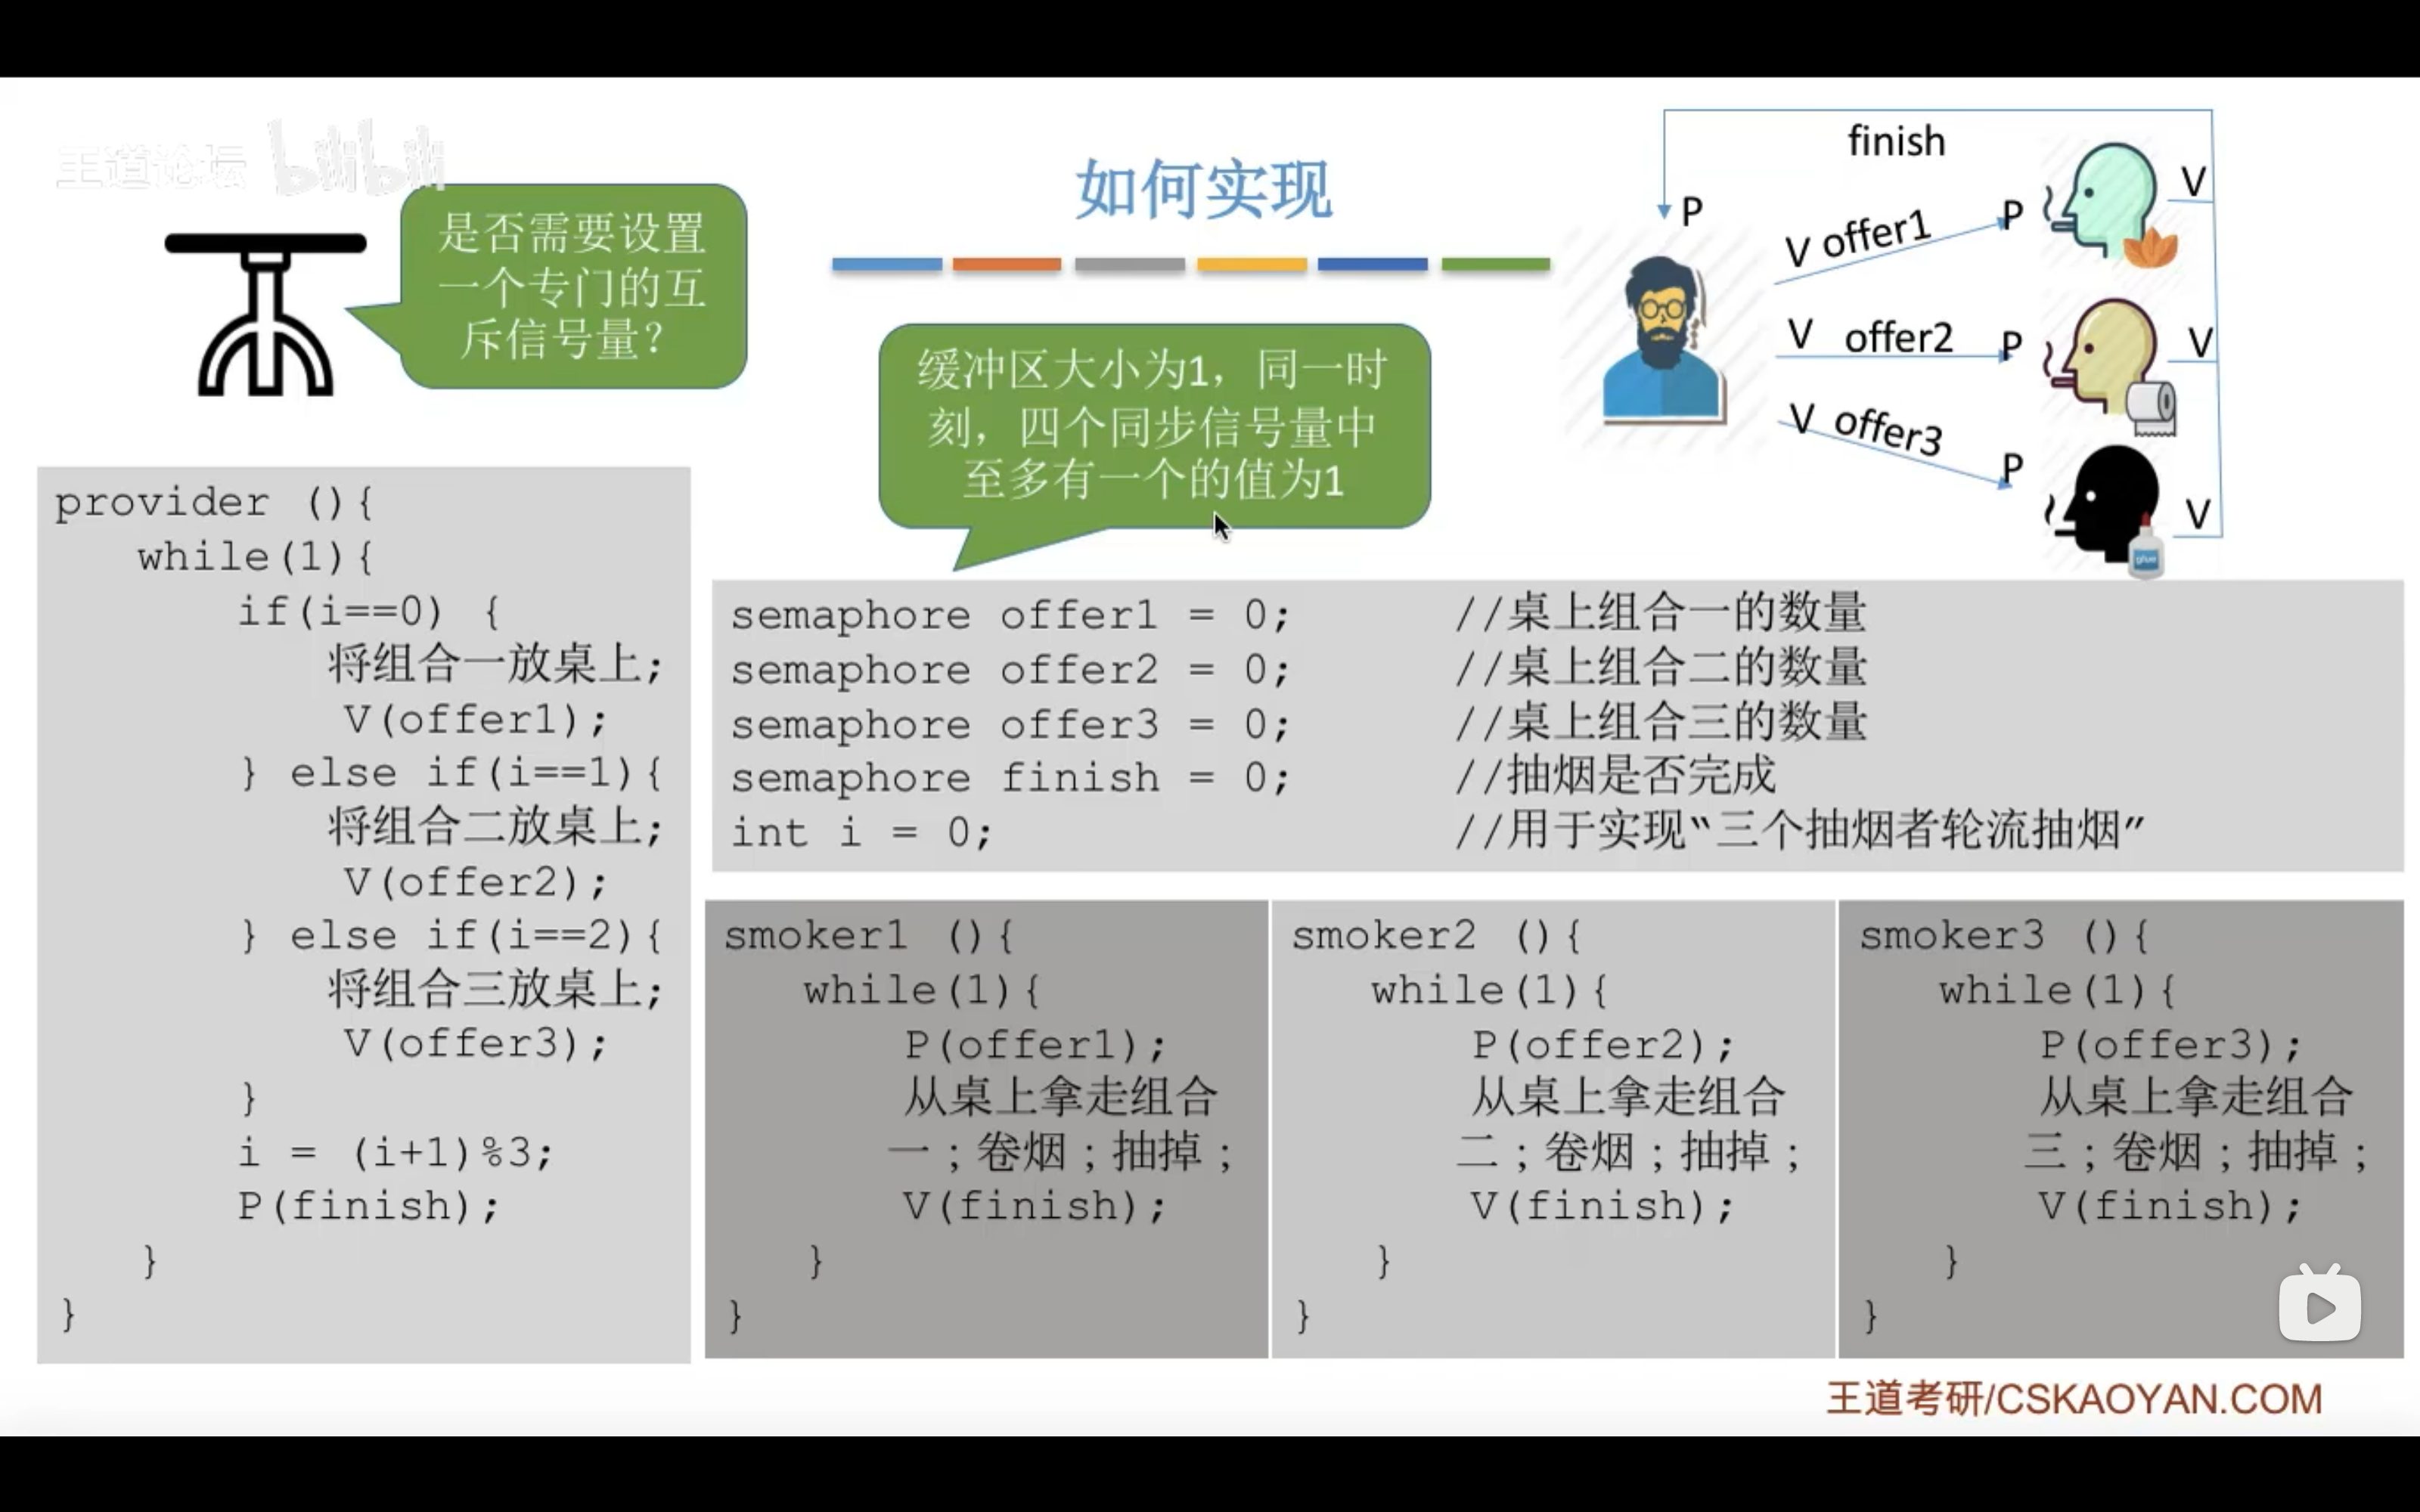 王道论坛 bilibili
如何实现
是否需要设置
一个专门的互
斥信号量？
缓冲区大小为1，同一时
刻，四个同步信号量中
至多有一个的值为1
finish
P
V offer1 P
V
V offer2 P
V
V offer3 P
V
glue
provider (){
while(1){
if(i==0) {
将组合一放桌上;
V(offer1);
} else if(i==1){
将组合二放桌上;
V(offer2);
} else if(i==2){
将组合三放桌上;
V(offer3);
}
i = (i+1)%3;
P(finish);
}
}
semaphore offer1 = 0; //桌上组合一的数量
semaphore offer2 = 0; //桌上组合二的数量
semaphore offer3 = 0; //桌上组合三的数量
semaphore finish = 0; //抽烟是否完成
int i = 0; //用于实现“三个抽烟者轮流抽烟”
smoker1 (){
while(1){
P(offer1);
从桌上拿走组合
一；卷烟；抽掉；
V(finish);
}
}
smoker2 (){
while(1){
P(offer2);
从桌上拿走组合
二；卷烟；抽掉；
V(finish);
}
}
smoker3 (){
while(1){
P(offer3);
从桌上拿走组合
三；卷烟；抽掉；
V(finish);
}
}
王道考研/CSKAOYAN.COM